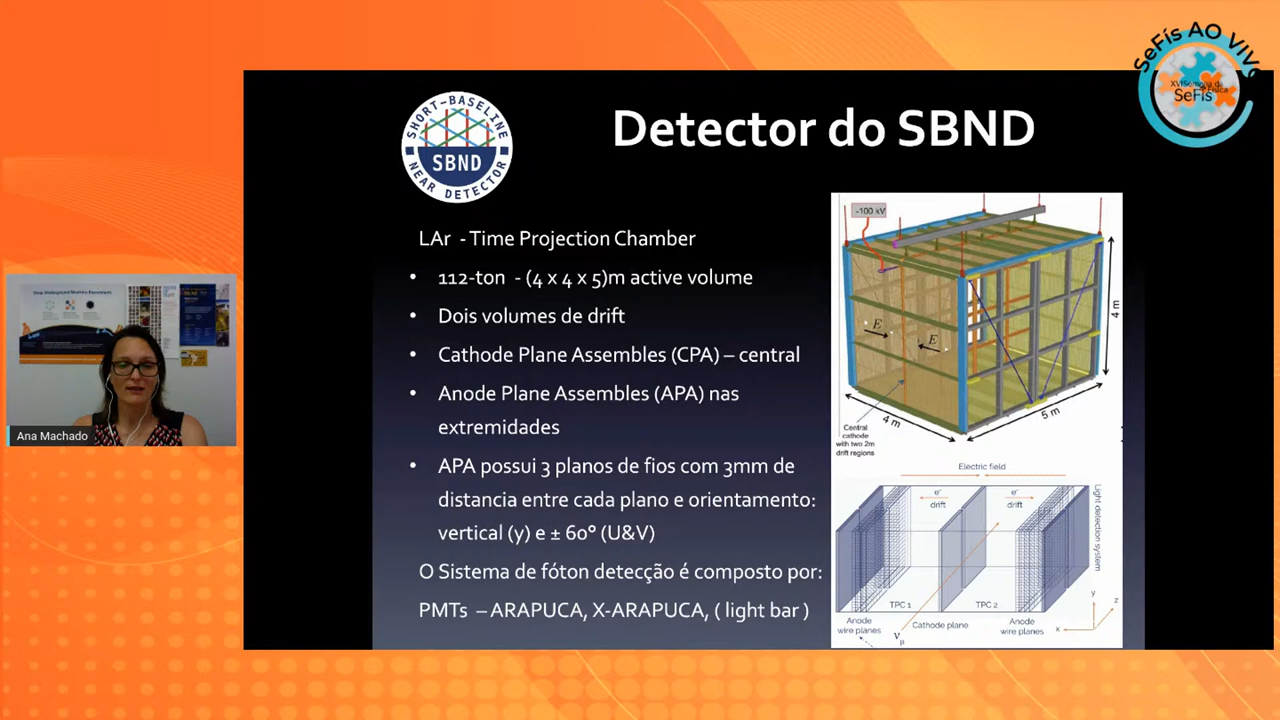 SeFís AO VIVO
XVI Semana da Física
SeFís
SHORT-BASELINE
SBND
NEAR DETECTOR
Detector do SBND
LAr - Time Projection Chamber
• 112-ton - (4 x 4 x 5)m active volume
• Dois volumes de drift
• Cathode Plane Assembles (CPA) – central
• Anode Plane Assembles (APA) nas
extremidades
• APA possui 3 planos de fios com 3mm de
distancia entre cada plano e orientamento:
vertical (y) e ± 60° (U&V)
O Sistema de fóton detecção é composto por:
PMTs – ARAPUCA, X-ARAPUCA, ( light bar )
-100 kV
E
E
4 m
4 m
5 m
Central
cathode
with two 2m
drift regions
Electric field
e⁻
drift
e⁻
drift
Light detection system
TPC 1
TPC 2
Anode
wire planes
Cathode plane
Anode
wire planes
νμ
y
z
x
Ana Machado